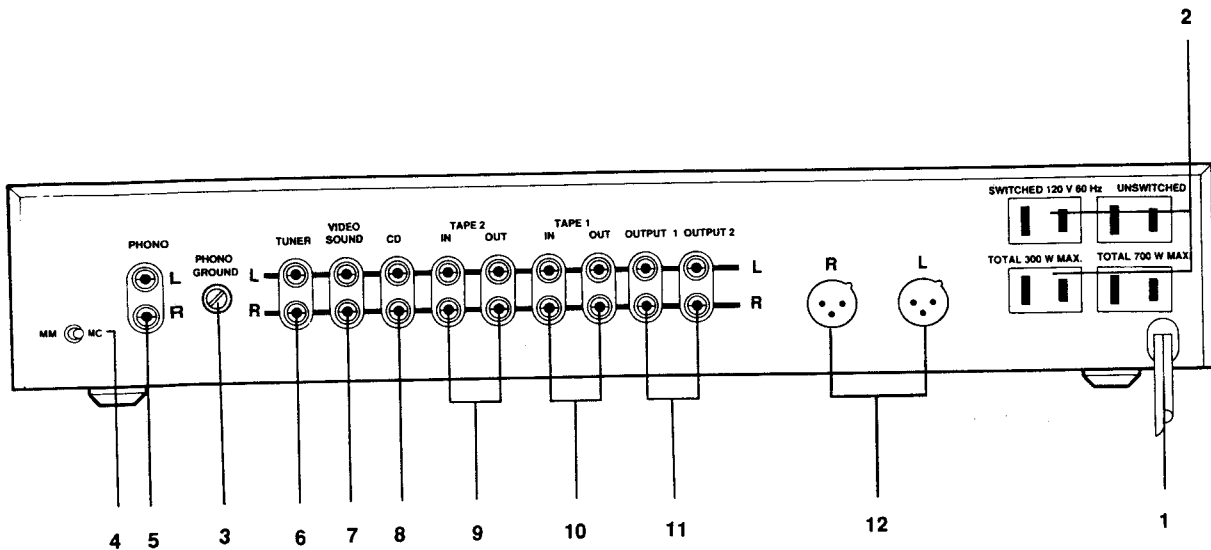 2
SWITCHED 120 V 60 Hz UNSWITCHED
TOTAL 300 W MAX. TOTAL 700 W MAX.
PHONO
L
R
PHONO
GROUND
MM MC
TUNER
VIDEO
SOUND
CD
TAPE 2
IN OUT
TAPE 1
IN OUT
OUTPUT 1 OUTPUT 2
L L
R R
R L
4 5 3 6 7 8 9 10 11 12 1